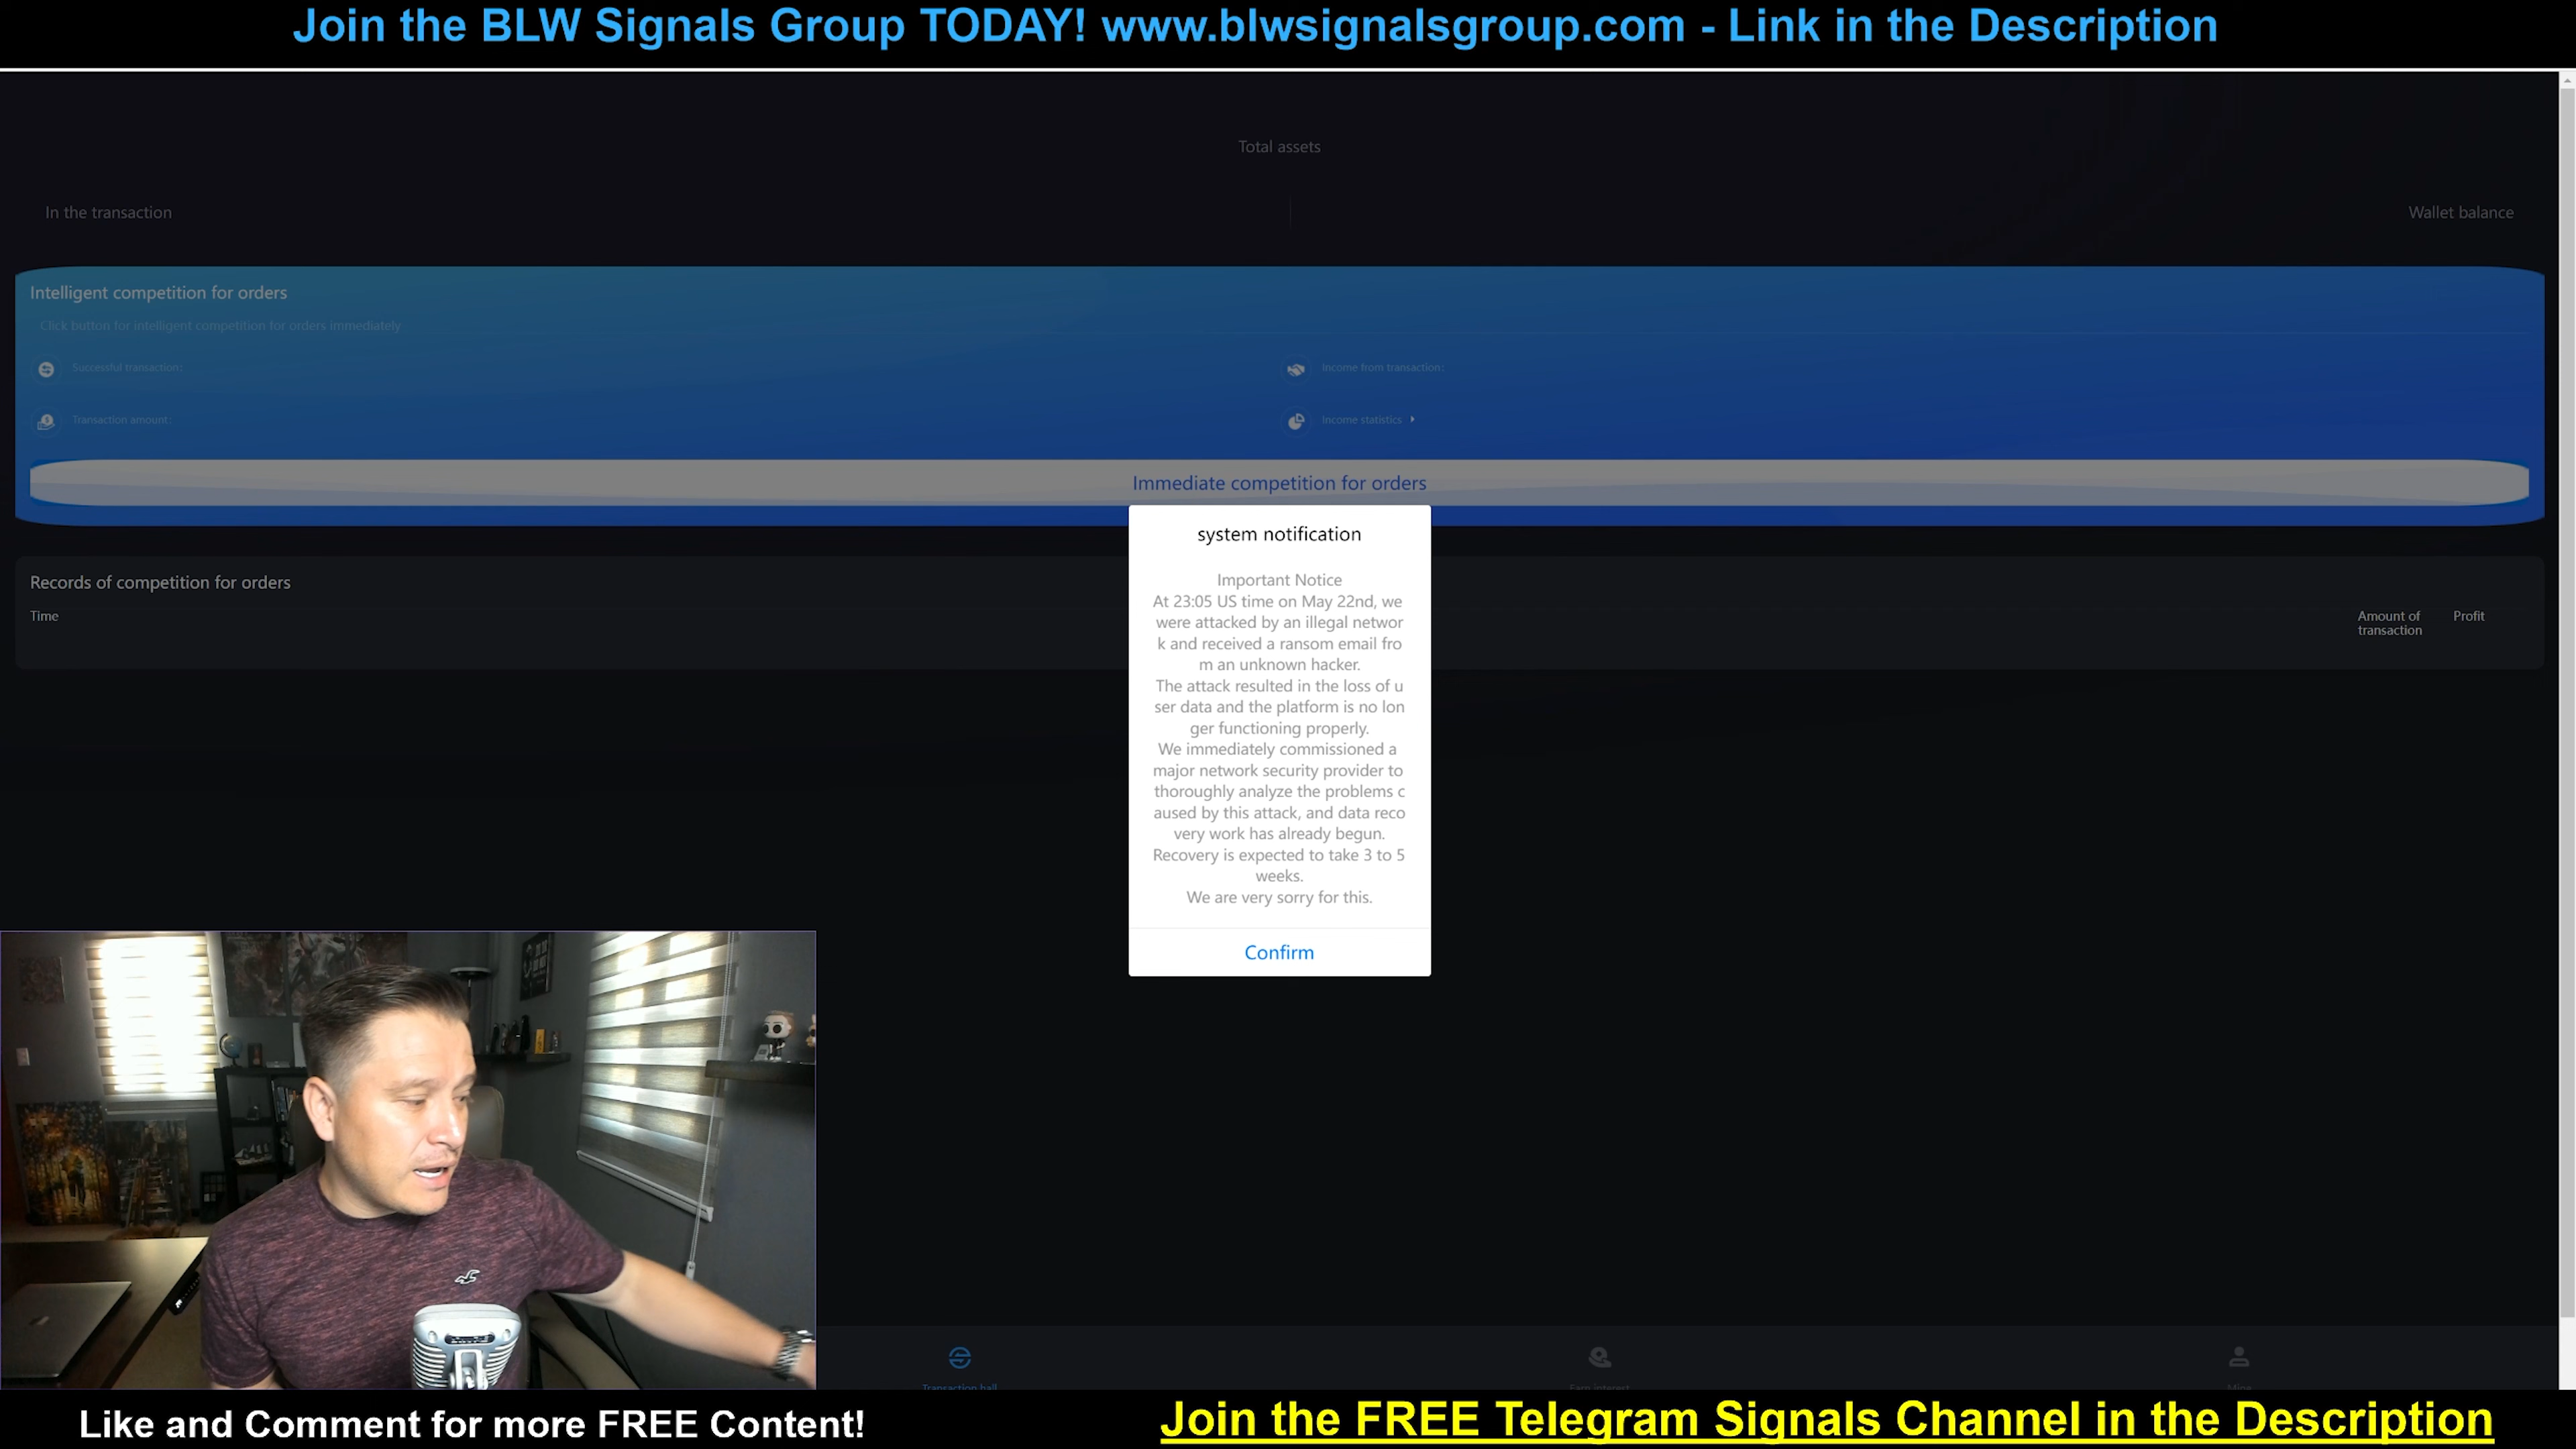 Join the BLW Signals Group TODAY! www.blwsignalsgroup.com - Link in the Description
Total assets
In the transaction
Wallet balance
Intelligent competition for orders
Click button for intelligent competition for orders immediately
Successful transaction:
Income from transaction:
Transaction amount:
Income statistics
Immediate competition for orders
system notification
Important Notice
At 23:05 US time on May 22nd, we
were attacked by an illegal networ
k and received a ransom email fro
m an unknown hacker.
The attack resulted in the loss of u
ser data and the platform is no lon
ger functioning properly.
We immediately commissioned a
major network security provider to
thoroughly analyze the problems c
aused by this attack, and data reco
very work has already begun.
Recovery is expected to take 3 to 5
weeks.
We are very sorry for this.
Confirm
Records of competition for orders
Time
Amount of
transaction
Profit
Transaction hall
Earn interest
Mine
Like and Comment for more FREE Content!
Join the FREE Telegram Signals Channel in the Description